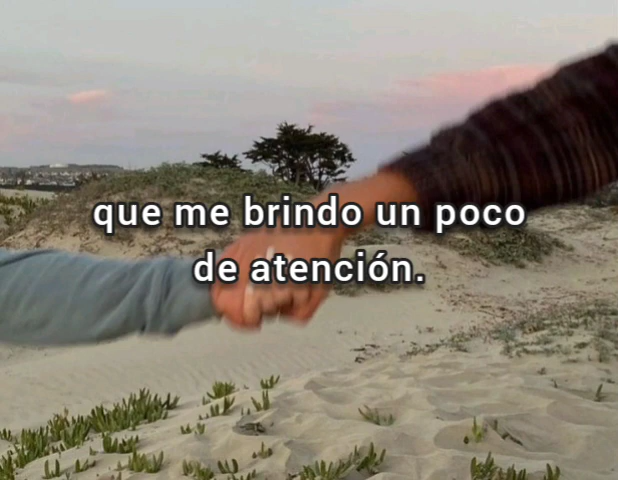 que me brindo un poco
de atención.